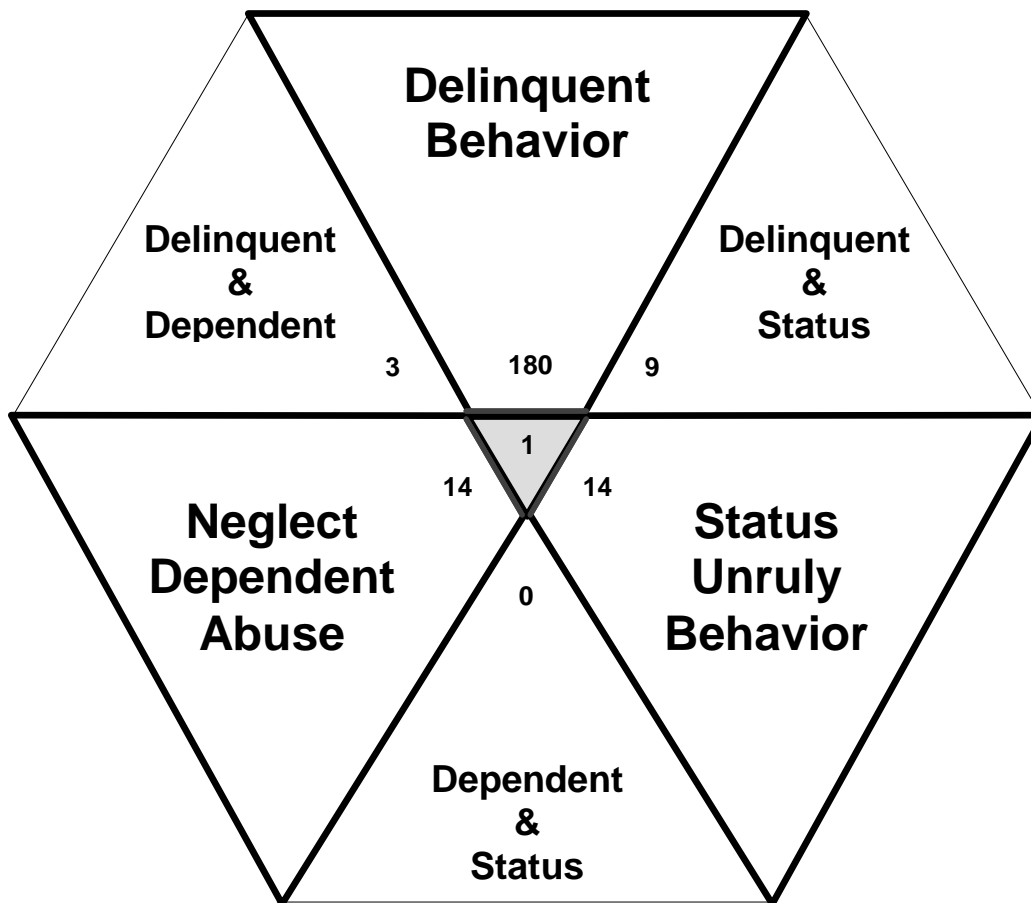 Delinquent
Behavior
Delinquent
&
Dependent
Delinquent
&
Status
3
180
9
1
14
14
Neglect
Dependent
Abuse
Status
Unruly
Behavior
0
Dependent
&
Status